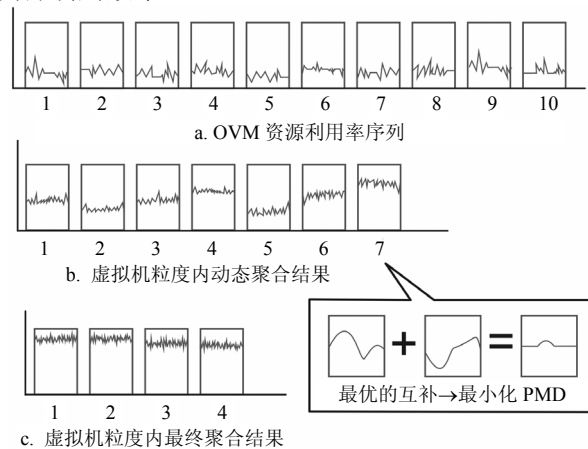 1 2 3 4 5 6 7 8 9 10
a. OVM 资源利用率序列
1 2 3 4 5 6 7
b. 虚拟机粒度内动态聚合结果
+ =
最优的互补→最小化 PMD
1 2 3 4
c. 虚拟机粒度内最终聚合结果